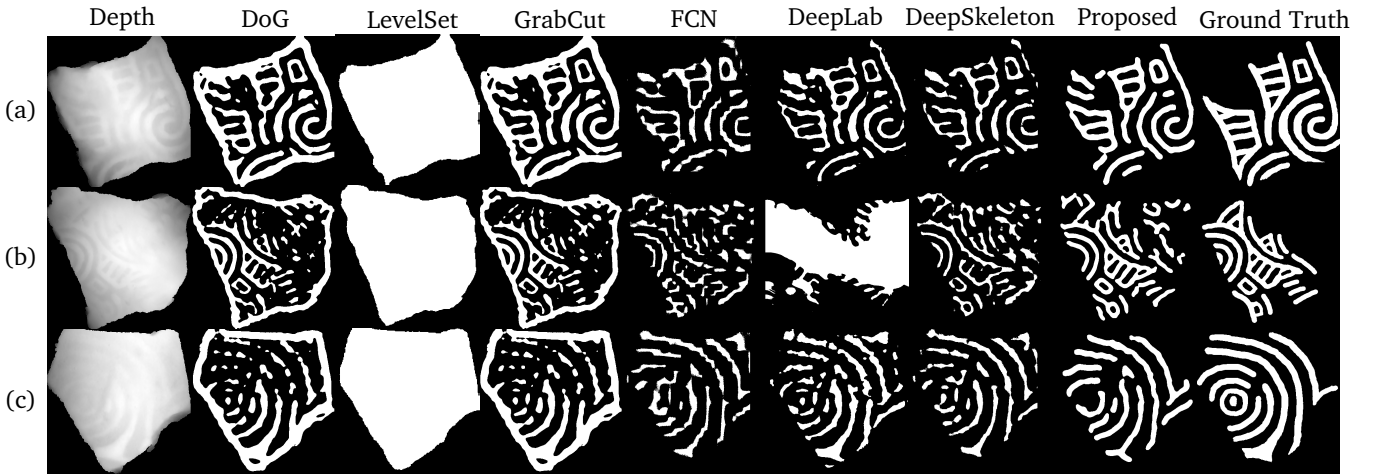 Depth DoG LevelSet GrabCut FCN DeepLab DeepSkeleton Proposed Ground Truth
(a)
(b)
(c)